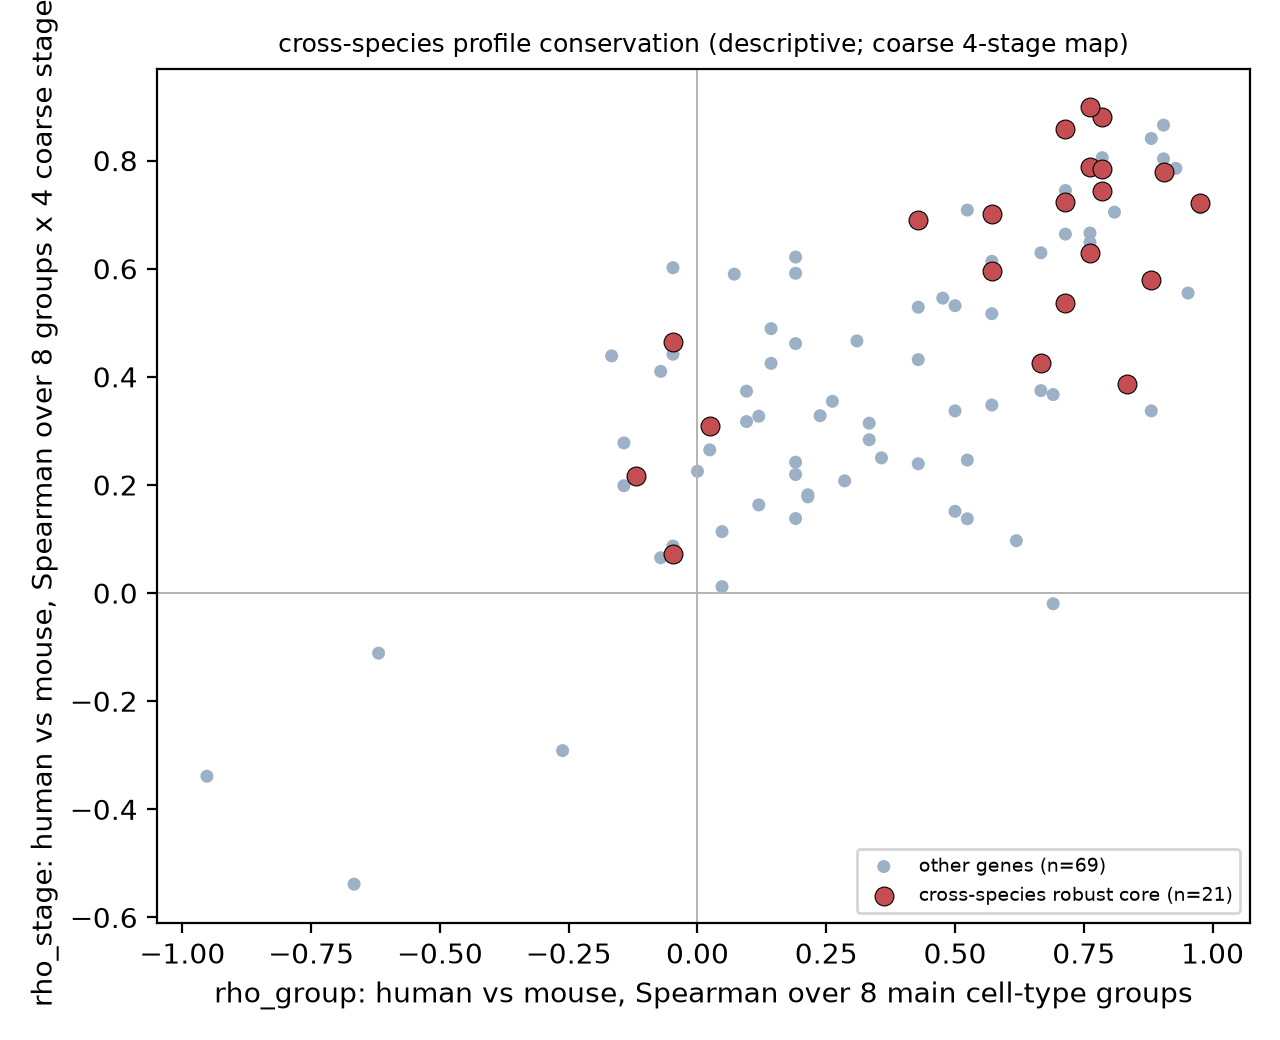 cross-species profile conservation (descriptive; coarse 4-stage map)
rho_stage: human vs mouse, Spearman over 8 groups x 4 coarse stage
0.8
0.6
0.4
0.2
0.0
−0.2
−0.4
−0.6
other genes (n=69)
cross-species robust core (n=21)
−1.00 −0.75 −0.50 −0.25 0.00 0.25 0.50 0.75 1.00
rho_group: human vs mouse, Spearman over 8 main cell-type groups